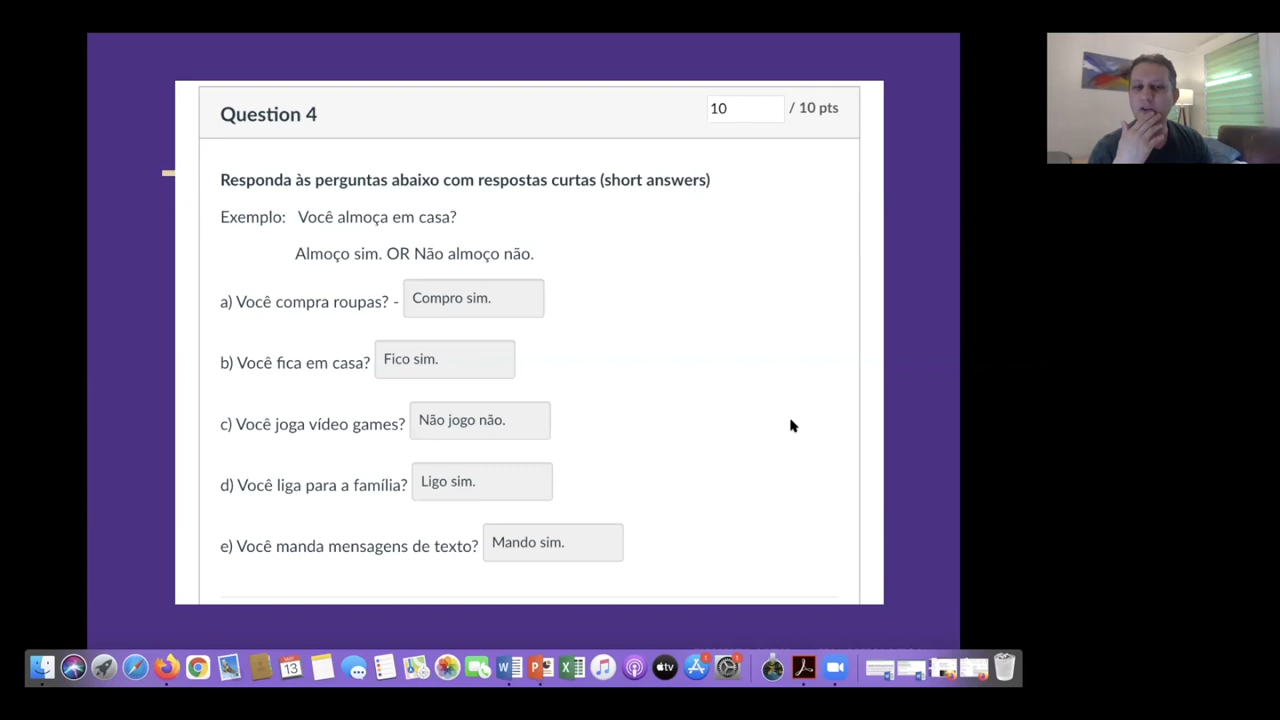 Question 4
10 / 10 pts
Responda às perguntas abaixo com respostas curtas (short answers)
Exemplo: Você almoça em casa?
Almoço sim. OR Não almoço não.
a) Você compra roupas? - Compro sim.
b) Você fica em casa? Fico sim.
c) Você joga vídeo games? Não jogo não.
d) Você liga para a família? Ligo sim.
e) Você manda mensagens de texto? Mando sim.
13
tv